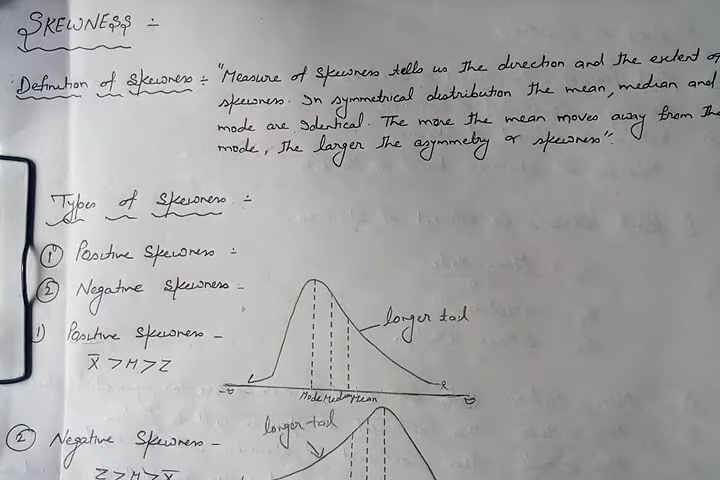 SKEWNESS :-
Definition of Skewness :- "Measure of Skewness tells us the direction and the extent of
skewness. In symmetrical distribution the mean, median and
mode are Identical. The more the mean moves away from the
mode, the larger the asymmetry or skewness".
Types of Skewness :-
① Positive Skewness :-
② Negative Skewness -
1) Positive Skewness -
X̄ > M > Z
longer tail
L
R
Mode Median Mean
② Negative Skewness -
longer tail
Z > M > X̄